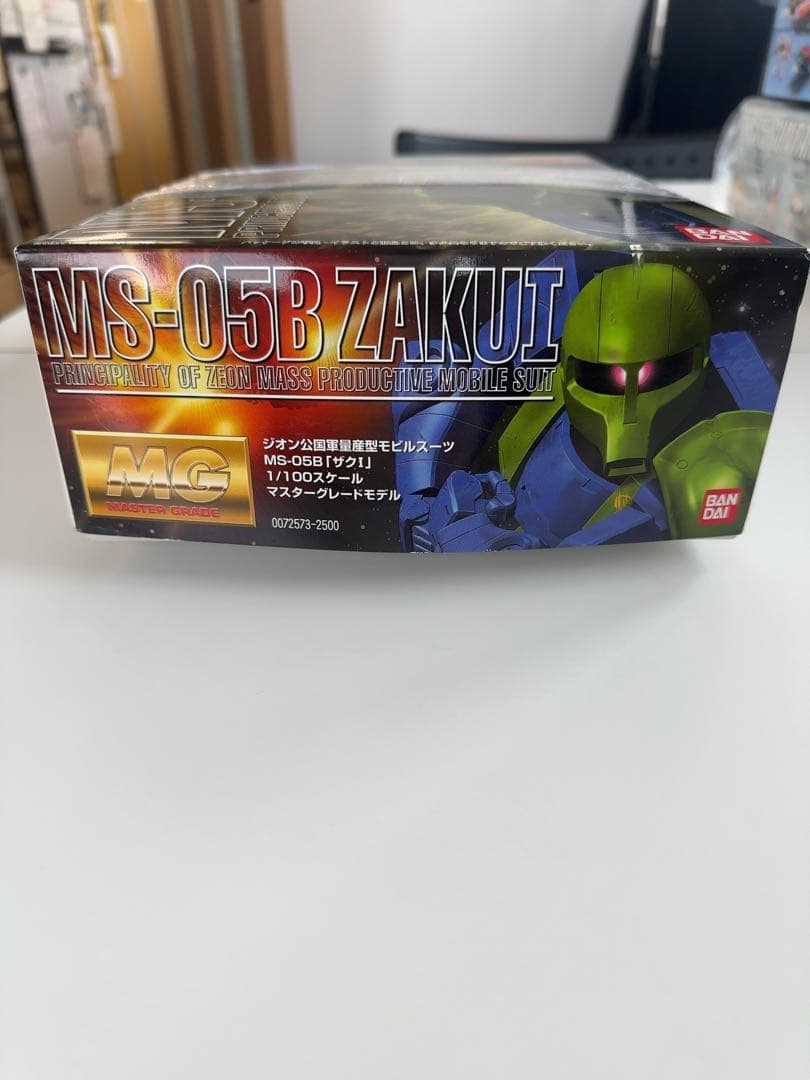 BAN
DAI
MS-05B ZAKUI
PRINCIPALITY OF ZEON MASS PRODUCTIVE MOBILE SUIT
MG
MASTER GRADE
ジオン公国軍量産型モビルスーツ
MS-05B「ザクI」
1/100スケール
マスターグレードモデル
0072573-2500
BAN
DAI